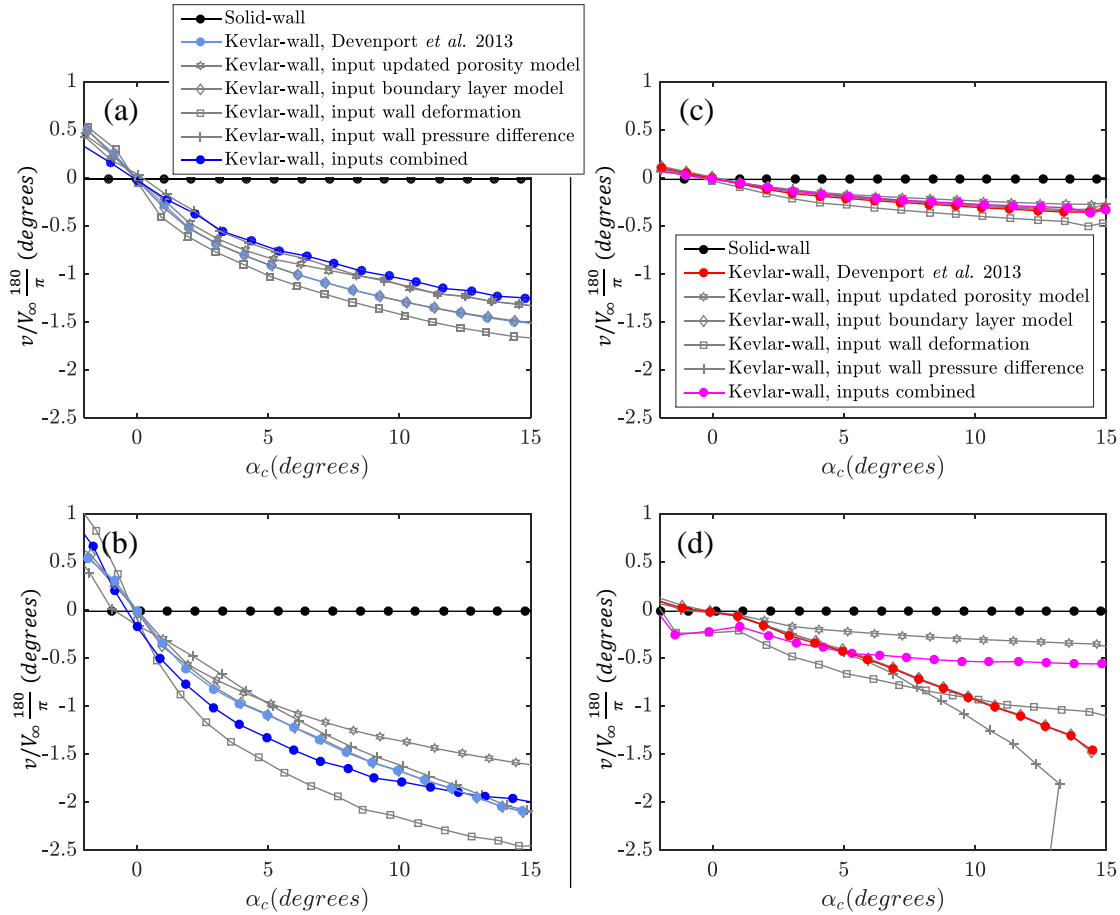 Solid-wall
Kevlar-wall, Devenport et al. 2013
Kevlar-wall, input updated porosity model
Kevlar-wall, input boundary layer model
Kevlar-wall, input wall deformation
Kevlar-wall, input wall pressure difference
Kevlar-wall, inputs combined
(a)
1
0.5
0
-0.5
-1
-1.5
-2
-2.5
v/V∞ 180/π (degrees)
0 5 10 15
αc(degrees)
(c)
1
0.5
0
-0.5
-1
-1.5
-2
-2.5
v/V∞ 180/π (degrees)
Solid-wall
Kevlar-wall, Devenport et al. 2013
Kevlar-wall, input updated porosity model
Kevlar-wall, input boundary layer model
Kevlar-wall, input wall deformation
Kevlar-wall, input wall pressure difference
Kevlar-wall, inputs combined
0 5 10 15
αc(degrees)
(b)
1
0.5
0
-0.5
-1
-1.5
-2
-2.5
v/V∞ 180/π (degrees)
0 5 10 15
αc(degrees)
(d)
1
0.5
0
-0.5
-1
-1.5
-2
-2.5
v/V∞ 180/π (degrees)
0 5 10 15
αc(degrees)